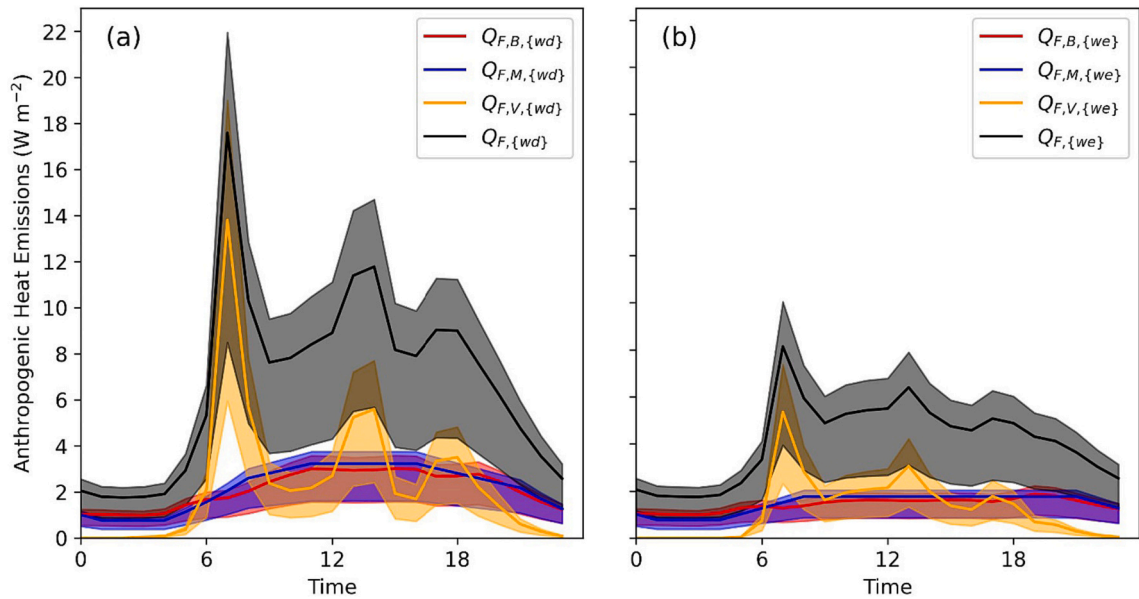 (a)
Q_{F,B,{wd}}
Q_{F,M,{wd}}
Q_{F,V,{wd}}
Q_{F,{wd}}
Anthropogenic Heat Emissions (W m⁻²)
22
20
18
16
14
12
10
8
6
4
2
0
0 6 12 18
Time
(b)
Q_{F,B,{we}}
Q_{F,M,{we}}
Q_{F,V,{we}}
Q_{F,{we}}
0 6 12 18
Time